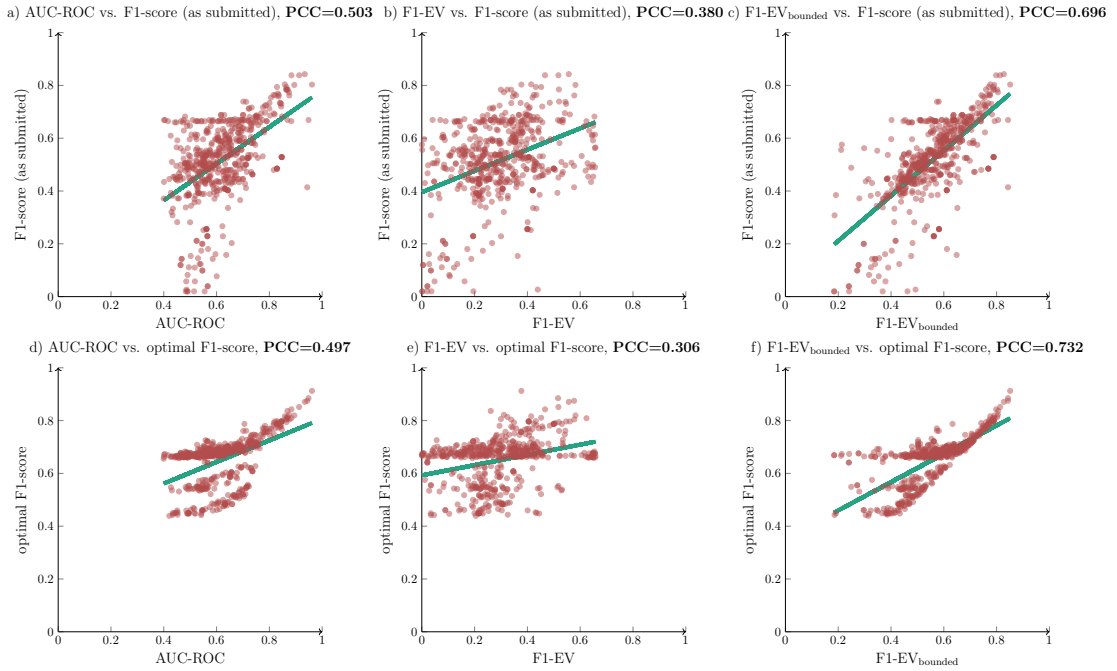 a) AUC-ROC vs. F1-score (as submitted), PCC=0.503
b) F1-EV vs. F1-score (as submitted), PCC=0.380
c) F1-EVbounded vs. F1-score (as submitted), PCC=0.696
1
0.8
0.6
0.4
0.2
0
F1-score (as submitted)
0 0.2 0.4 0.6 0.8 1
AUC-ROC
1
0.8
0.6
0.4
0.2
0
F1-score (as submitted)
0 0.2 0.4 0.6 0.8 1
F1-EV
1
0.8
0.6
0.4
0.2
0
F1-score (as submitted)
0 0.2 0.4 0.6 0.8 1
F1-EVbounded
d) AUC-ROC vs. optimal F1-score, PCC=0.497
e) F1-EV vs. optimal F1-score, PCC=0.306
f) F1-EVbounded vs. optimal F1-score, PCC=0.732
1
0.8
0.6
0.4
0.2
0
optimal F1-score
0 0.2 0.4 0.6 0.8 1
AUC-ROC
1
0.8
0.6
0.4
0.2
0
optimal F1-score
0 0.2 0.4 0.6 0.8 1
F1-EV
1
0.8
0.6
0.4
0.2
0
optimal F1-score
0 0.2 0.4 0.6 0.8 1
F1-EVbounded